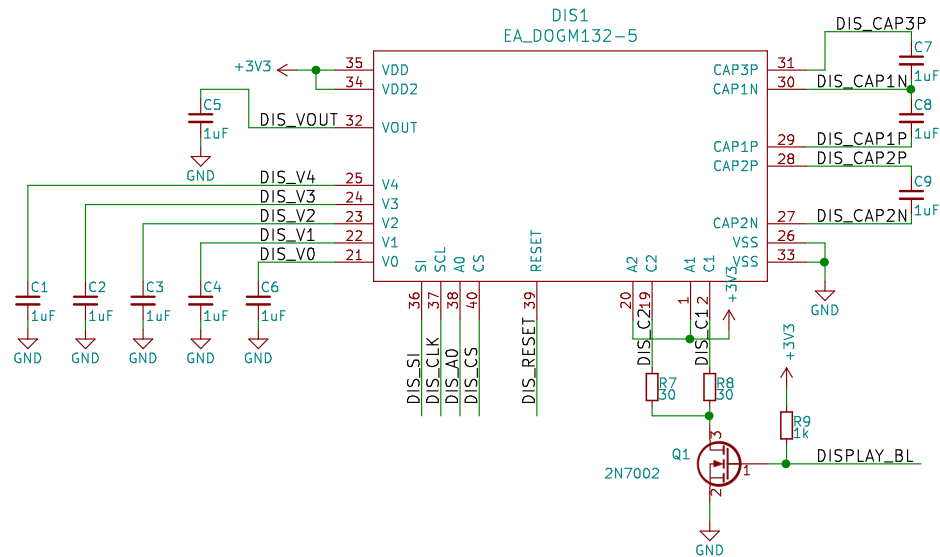 DIS1
EA_DOGM132-5
DIS_CAP3P
+3V3
35
VDD
CAP3P
31
C7
1uF
34
VDD2
CAP1N
30
DIS_CAP1N
C5
1uF
GND
DIS_VOUT
32
VOUT
C8
1uF
CAP1P
29
DIS_CAP1P
CAP2P
28
DIS_CAP2P
DIS_V4
25
V4
C9
1uF
DIS_V3
24
V3
DIS_V2
23
V2
CAP2N
27
DIS_CAP2N
DIS_V1
22
V1
VSS
26
DIS_V0
21
V0
VSS
33
SI
SCL
A0
CS
RESET
A2
C2
A1
C1
+3V3
GND
C1
1uF
GND
C2
1uF
GND
C3
1uF
GND
C4
1uF
GND
C6
1uF
GND
36
37
38
40
39
20
19
1
2
DIS_SI
DIS_CLK
DIS_A0
DIS_CS
DIS_RESET
DIS_C2
DIS_C1
+3V3
R7
30
R8
30
R9
1k
Q1
2N7002
3
1
2
DISPLAY_BL
GND